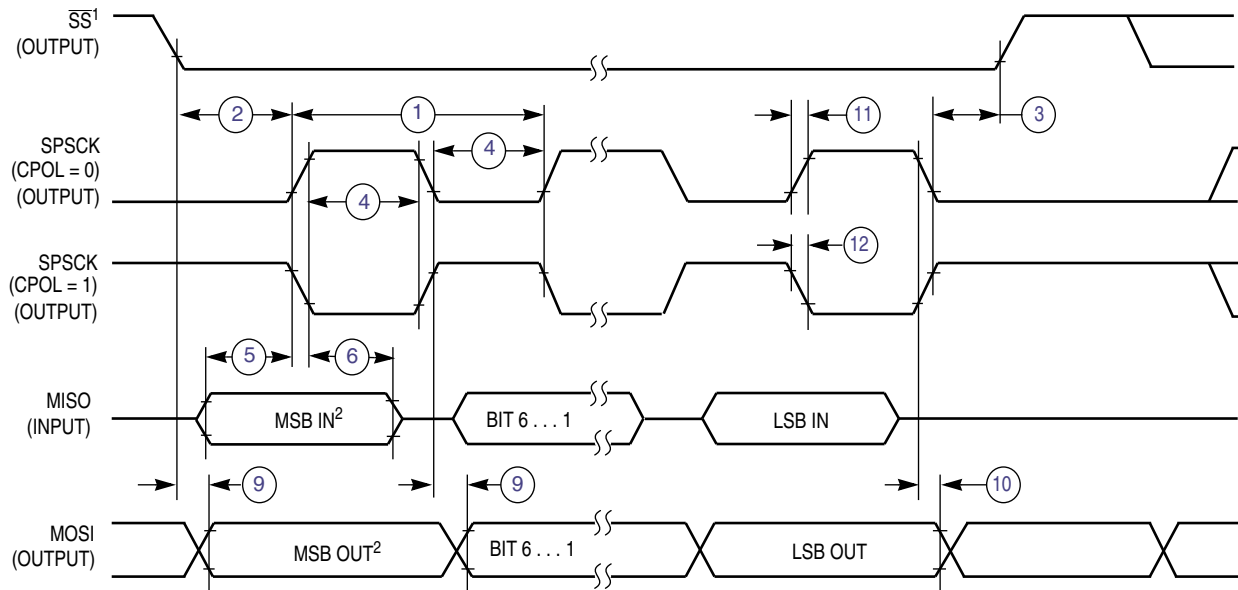 SS¹
(OUTPUT)
2
1
11
3
SPSCK
(CPOL = 0)
(OUTPUT)
4
4
SPSCK
(CPOL = 1)
(OUTPUT)
12
5
6
MISO
(INPUT)
MSB IN²
BIT 6 . . . 1
LSB IN
9
9
10
MOSI
(OUTPUT)
MSB OUT²
BIT 6 . . . 1
LSB OUT